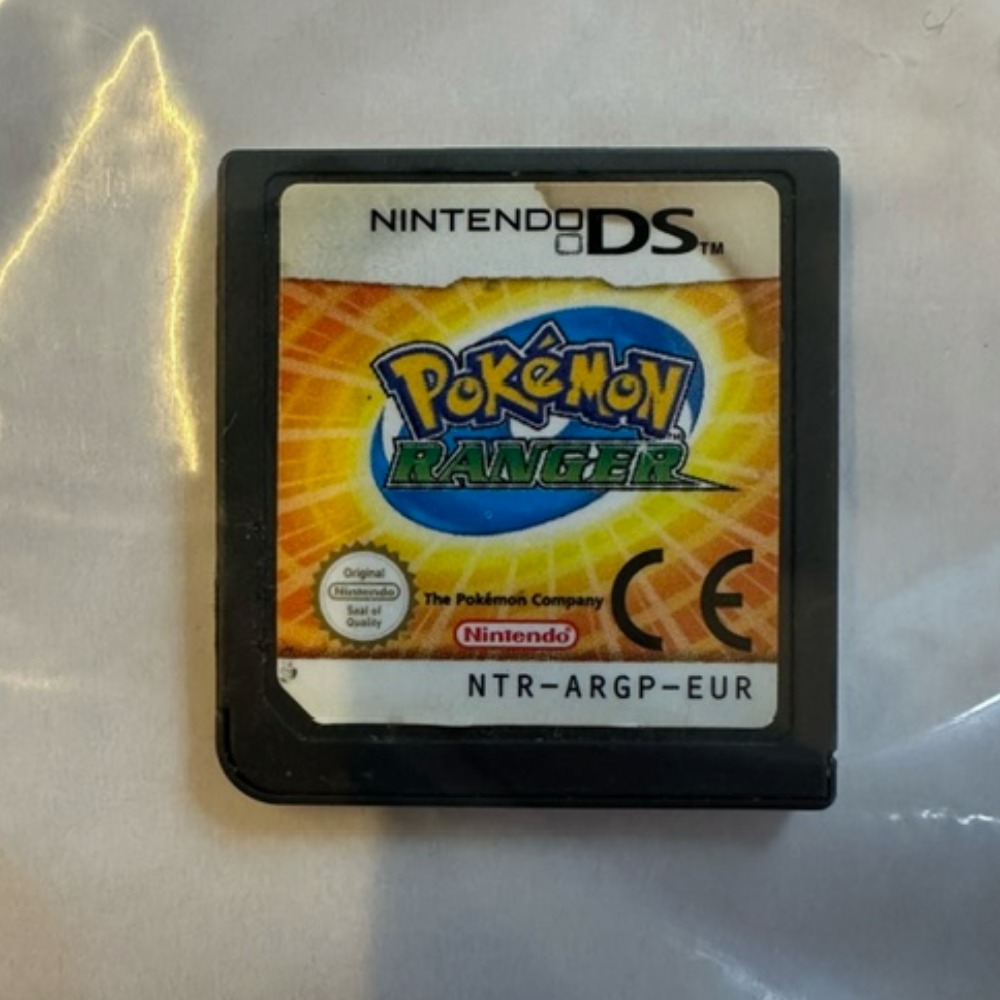 NINTENDO DS™
POKéMON
RANGER
Original
Nintendo
Seal of
Quality
The Pokémon Company
Nintendo
CE
NTR-ARGP-EUR